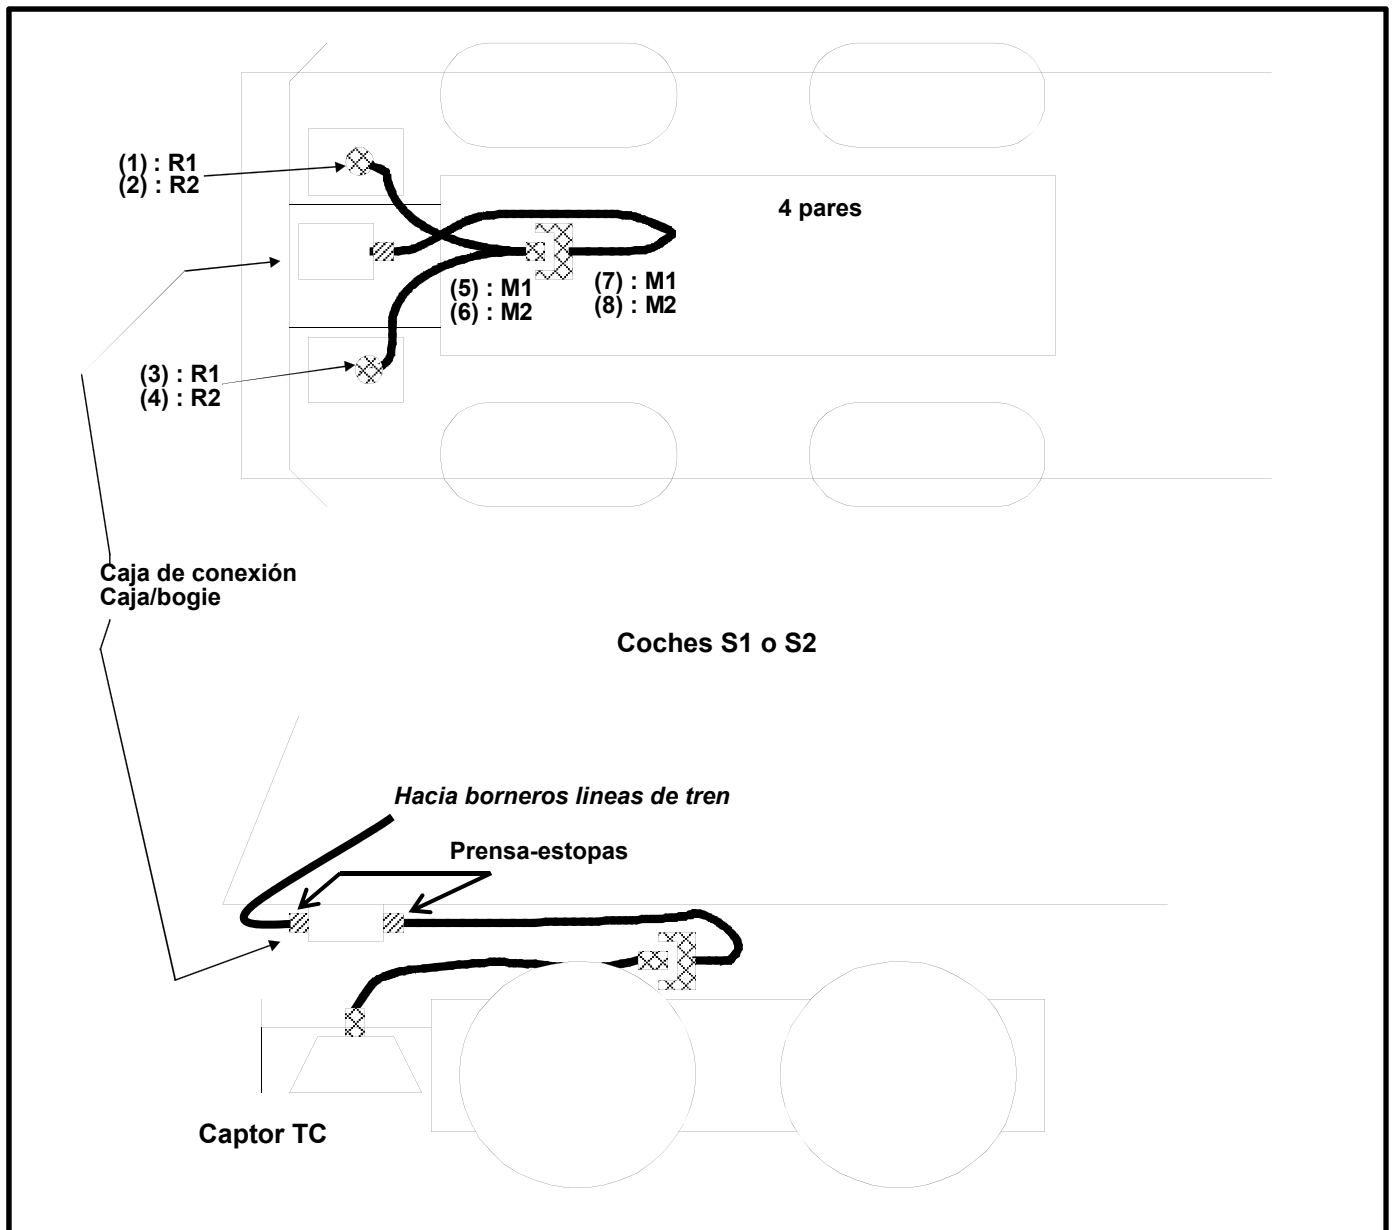 (1) : R1
(2) : R2
4 pares
(5) : M1
(6) : M2
(7) : M1
(8) : M2
(3) : R1
(4) : R2
Caja de conexión
Caja/bogie
Coches S1 o S2
Hacia borneros lineas de tren
Prensa-estopas
Captor TC